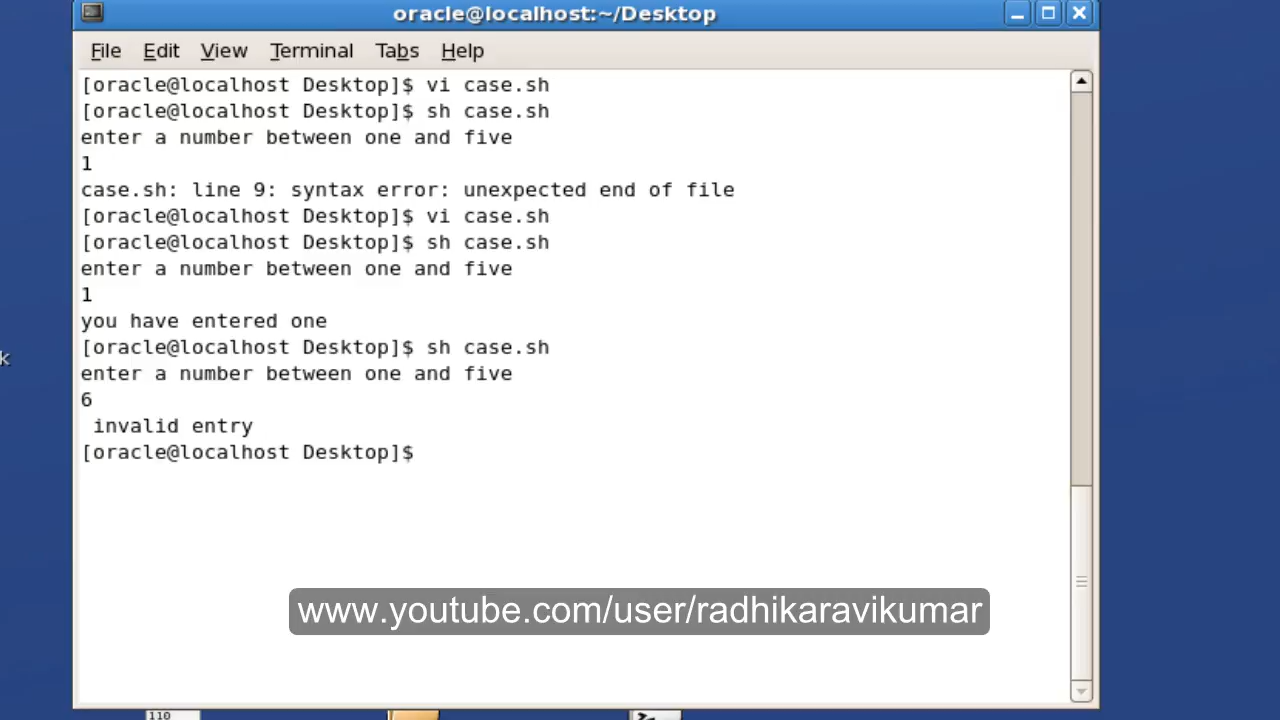 oracle@localhost:~/Desktop
File Edit View Terminal Tabs Help
[oracle@localhost Desktop]$ vi case.sh
[oracle@localhost Desktop]$ sh case.sh
enter a number between one and five
1
case.sh: line 9: syntax error: unexpected end of file
[oracle@localhost Desktop]$ vi case.sh
[oracle@localhost Desktop]$ sh case.sh
enter a number between one and five
1
you have entered one
[oracle@localhost Desktop]$ sh case.sh
enter a number between one and five
6
 invalid entry
[oracle@localhost Desktop]$
k
www.youtube.com/user/radhikaravikumar
110